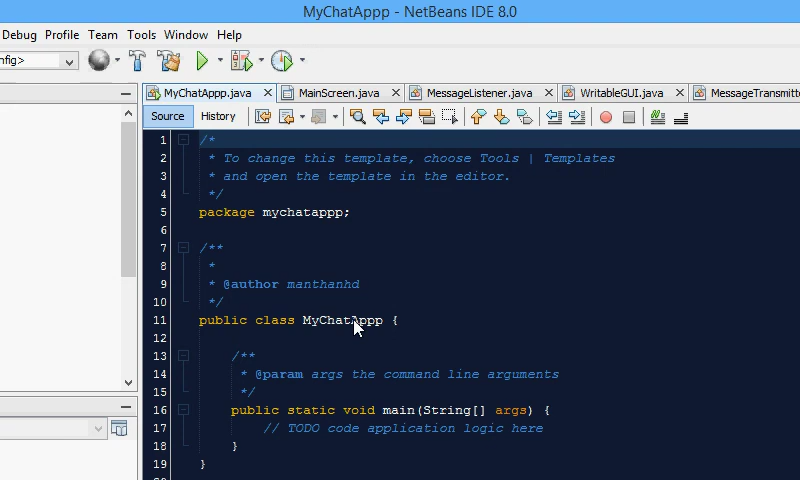 MyChatAppp - NetBeans IDE 8.0
Debug Profile Team Tools Window Help
MyChatAppp.java MainScreen.java MessageListener.java WritableGUI.java
Source History
1 /*
2 * To change this template, choose Tools | Templates
3 * and open the template in the editor.
4 */
5 package mychatappp;
6
7 /**
8 *
9 * @author manthanhd
10 */
11 public class MyChatAppp {
12
13 /**
14 * @param args the command line arguments
15 */
16 public static void main(String[] args) {
17 // TODO code application logic here
18 }
19 }